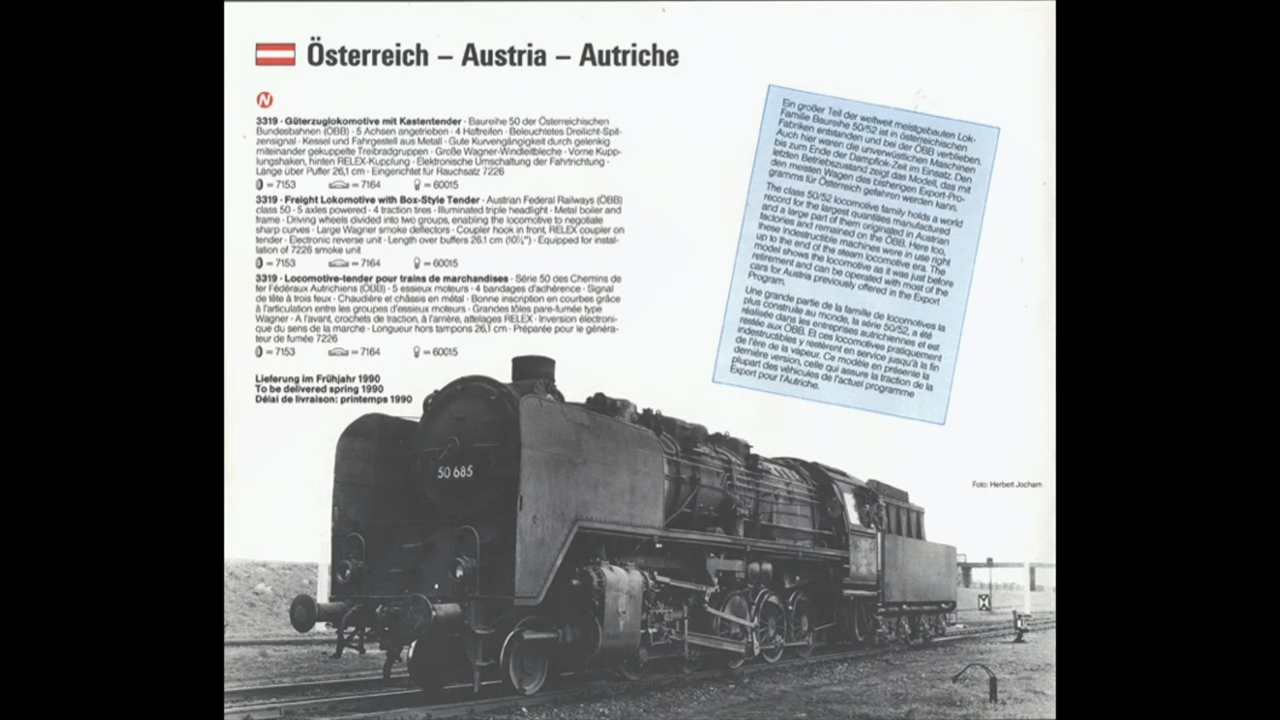 Österreich – Austria – Autriche
N
3319 · Güterzuglokomotive mit Kastentender · Baureihe 50 der Österreichischen
Bundesbahnen (ÖBB) · 5 Achsen angetrieben · 4 Haftreifen · Beleuchtetes Dreilicht-Spit-
zensignal · Kessel und Fahrgestell aus Metall · Gute Kurvengängigkeit durch gelenkig
miteinander gekuppelte Treibradgruppen · Große Wagner-Windleitbleche · Vorne Kupp-
lungshaken, hinten RELEX-Kupplung · Elektronische Umschaltung der Fahrtrichtung ·
Länge über Puffer 26,1 cm · Eingerichtet für Rauchsatz 7226
= 7153 = 7164 = 60015
3319 · Freight Lokomotive with Box-Style Tender · Austrian Federal Railways (ÖBB)
class 50 · 5 axles powered · 4 traction tires · Illuminated triple headlight · Metal boiler and
frame · Driving wheels divided into two groups, enabling the locomotive to negotiate
sharp curves · Large Wagner smoke deflectors · Coupler hook in front, RELEX coupler on
tender · Electronic reverse unit · Length over buffers 26.1 cm (10¼") · Equipped for instal-
lation of 7226 smoke unit
= 7153 = 7164 = 60015
3319 · Locomotive-tender pour trains de marchandises · Série 50 des Chemins de
fer Fédéraux Autrichiens (ÖBB) · 5 essieux moteurs · 4 bandages d'adhérence · Signal
de tête à trois feux · Chaudière et châssis en métal · Bonne inscription en courbes grâce
à l'articulation entre les groupes d'essieux moteurs · Grandes tôles pare-fumée type
Wagner · A l'avant, crochets de traction, à l'arrière, attelages RELEX · Inversion électroni-
que du sens de la marche · Longueur hors tampons 26,1 cm · Préparée pour le généra-
teur de fumée 7226
= 7153 = 7164 = 60015
Lieferung im Frühjahr 1990
To be delivered spring 1990
Délai de livraison: printemps 1990
Ein großer Teil der weltweit meistgebauten Lok-
Familie Baureihe 50/52 ist in österreichischen
Fabriken entstanden und bei der ÖBB verblieben.
Auch hier waren die unverwüstlichen Maschinen
bis zum Ende der Dampflok-Zeit im Einsatz. Den
letzten Betriebszustand zeigt das Modell, das mit
den meisten Wagen des bisherigen Export-Pro-
gramms für Österreich gefahren werden kann.
The class 50/52 locomotive family holds a world
record for the largest quantities manufactured
and a large part of them originated in Austrian
factories and remained on the ÖBB. Here too,
these indestructible machines were in use right
up to the end of the steam locomotive era. The
model shows the locomotive as it was just before
retirement and can be operated with most of the
cars for Austria previously offered in the Export
Program.
Une grande partie de la famille de locomotives la
plus construite au monde, la série 50/52, a été
réalisée dans les entreprises autrichiennes et est
restée aux ÖBB. Et ces locomotives pratiquement
indestructibles y restèrent en service jusqu'à la fin
de l'ère de la vapeur. Ce modèle en présente la
dernière version, celle qui assure la traction de la
plupart des véhicules de l'actuel programme
Export pour l'Autriche.
50 685
Foto: Herbert Jocham